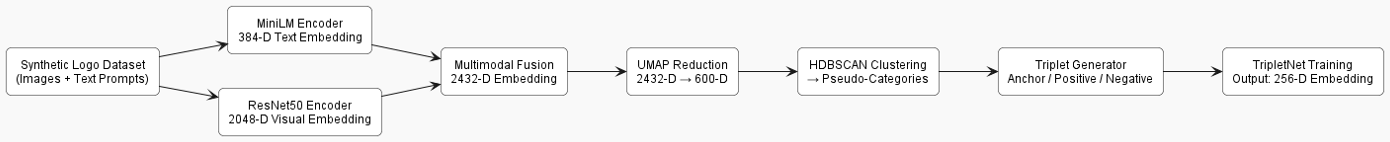 Synthetic Logo Dataset
(Images + Text Prompts)
MiniLM Encoder
384-D Text Embedding
ResNet50 Encoder
2048-D Visual Embedding
Multimodal Fusion
2432-D Embedding
UMAP Reduction
2432-D → 600-D
HDBSCAN Clustering
→ Pseudo-Categories
Triplet Generator
Anchor / Positive / Negative
TripletNet Training
Output: 256-D Embedding